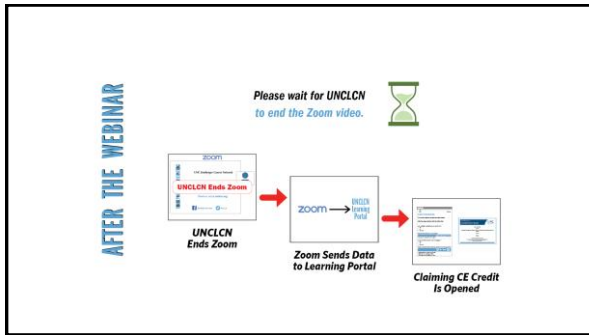 AFTER THE WEBINAR
Please wait for UNCLCN
to end the Zoom video.
zoom
UNCLCN Ends Zoom
UNCLCN
Ends Zoom
zoom
UNCLCN
Learning
Portal
Zoom Sends Data
to Learning Portal
Claiming CE Credit
Is Opened